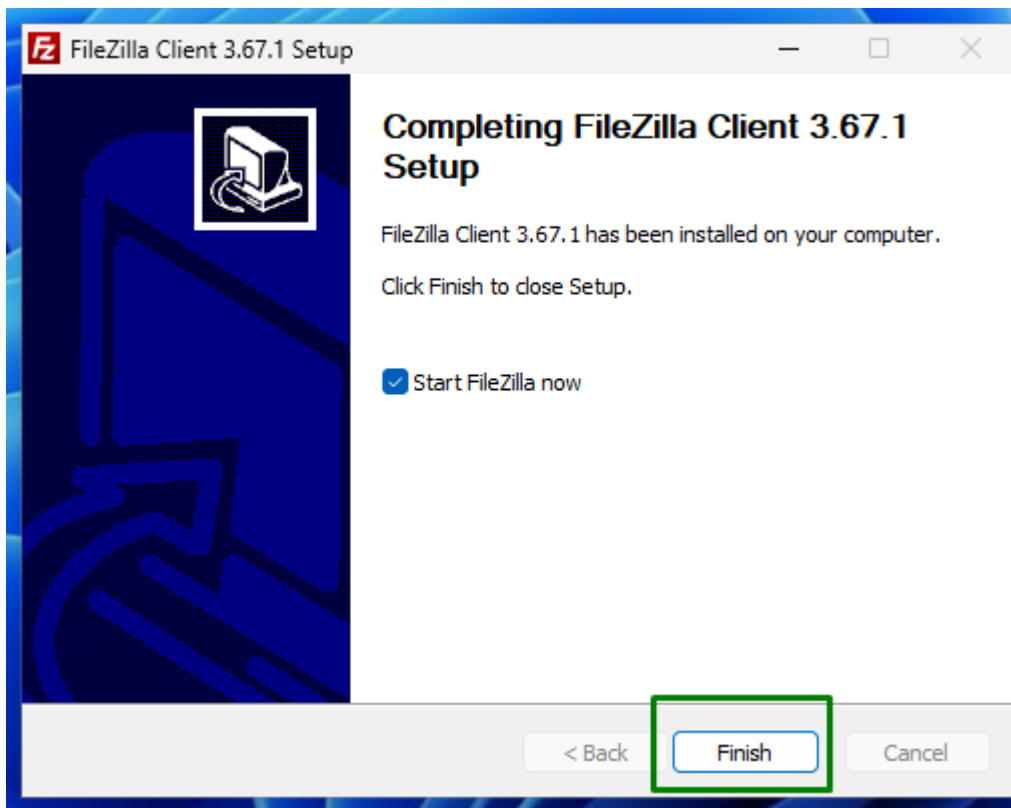 FileZilla Client 3.67.1 Setup
Completing FileZilla Client 3.67.1
Setup
FileZilla Client 3.67.1 has been installed on your computer.
Click Finish to close Setup.
Start FileZilla now
< Back
Finish
Cancel